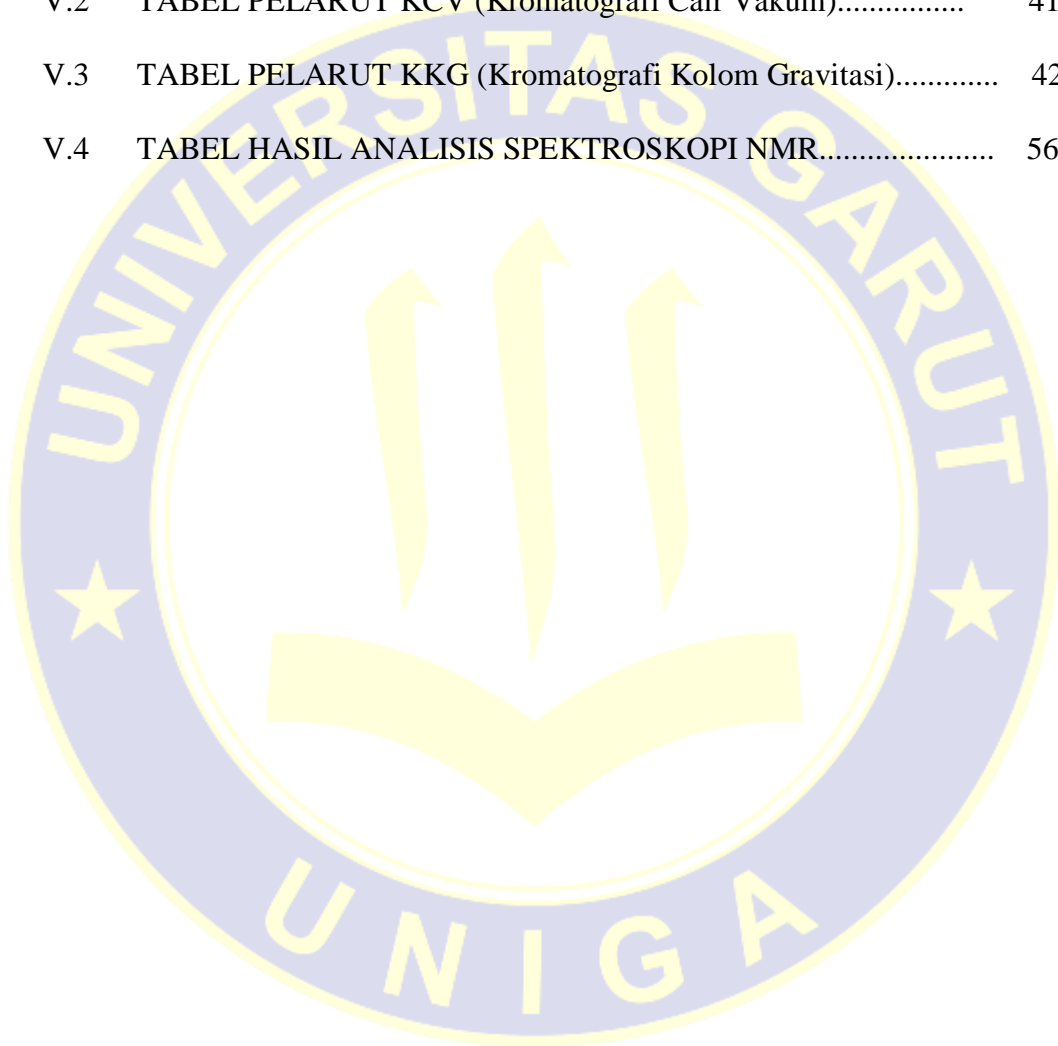 V.2 TABEL PELARUT KCV (Kromatografi Cair Vakum)................ 41
V.3 TABEL PELARUT KKG (Kromatografi Kolom Gravitasi)............. 42
V.4 TABEL HASIL ANALISIS SPEKTROSKOPI NMR...................... 56
UNIVERSITAS GARUT
UNIGA